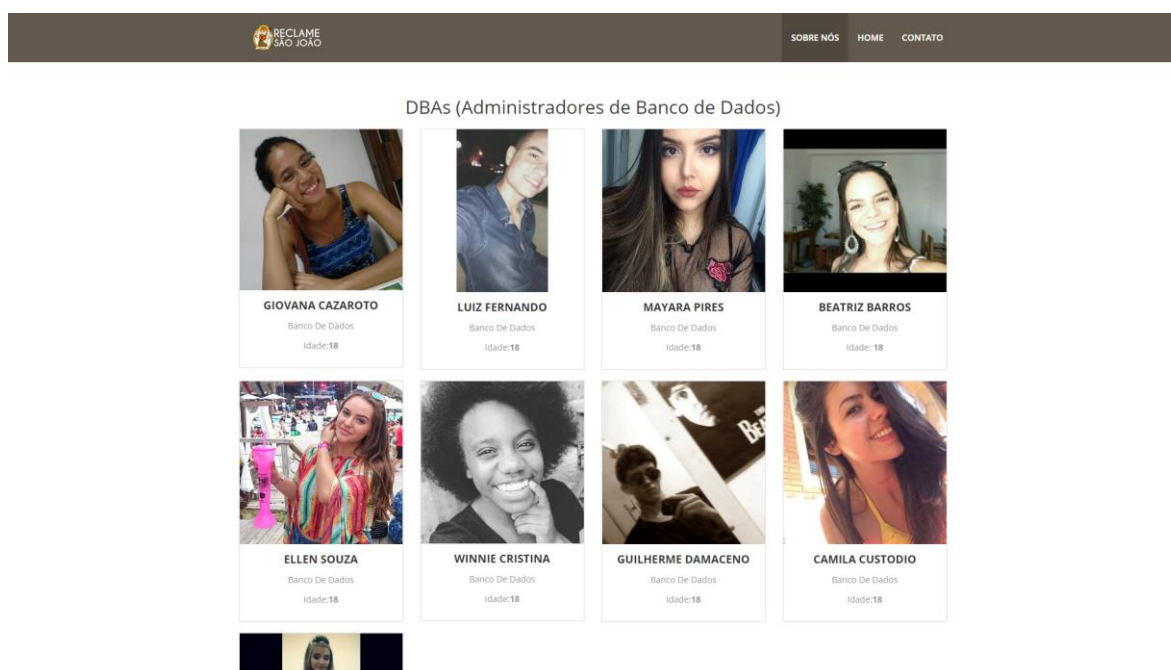 RECLAME
SÃO JOÃO
SOBRE NÓS HOME CONTATO
DBAs (Administradores de Banco de Dados)
GIOVANA CAZAROTO
Banco De Dados
Idade:18
LUIZ FERNANDO
Banco De Dados
Idade:18
MAYARA PIRES
Banco De Dados
Idade:18
BEATRIZ BARROS
Banco De Dados
Idade: 18
ELLEN SOUZA
Banco De Dados
Idade:18
WINNIE CRISTINA
Banco De Dados
Idade:18
GUILHERME DAMACENO
Banco De Dados
Idade:18
CAMILA CUSTODIO
Banco De Dados
Idade:18